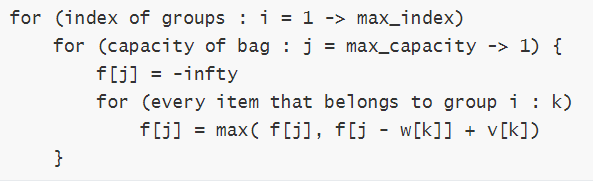 for (index of groups : i = 1 -> max_index)
    for (capacity of bag : j = max_capacity -> 1) {
        f[j] = -infty
        for (every item that belongs to group i : k)
            f[j] = max( f[j], f[j - w[k]] + v[k])
    }